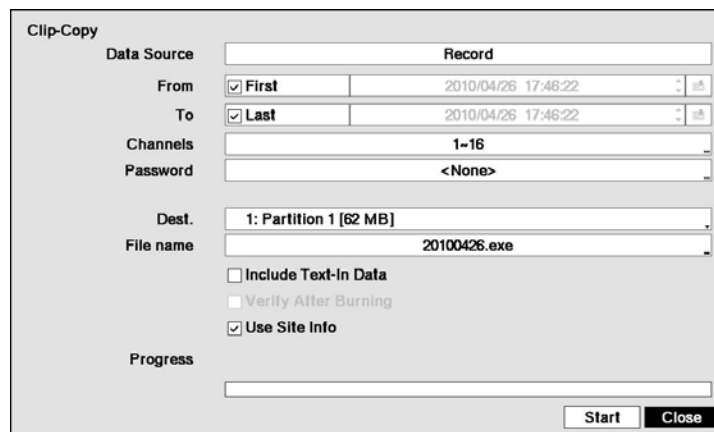 Clip-Copy
Data Source Record
From First 2010/04/26 17:46:22
To Last 2010/04/26 17:46:22
Channels 1~16
Password <None>
Dest. 1: Partition 1 [62 MB]
File name 20100426.exe
Include Text-In Data
Verify After Burning
Use Site Info
Progress
Start Close